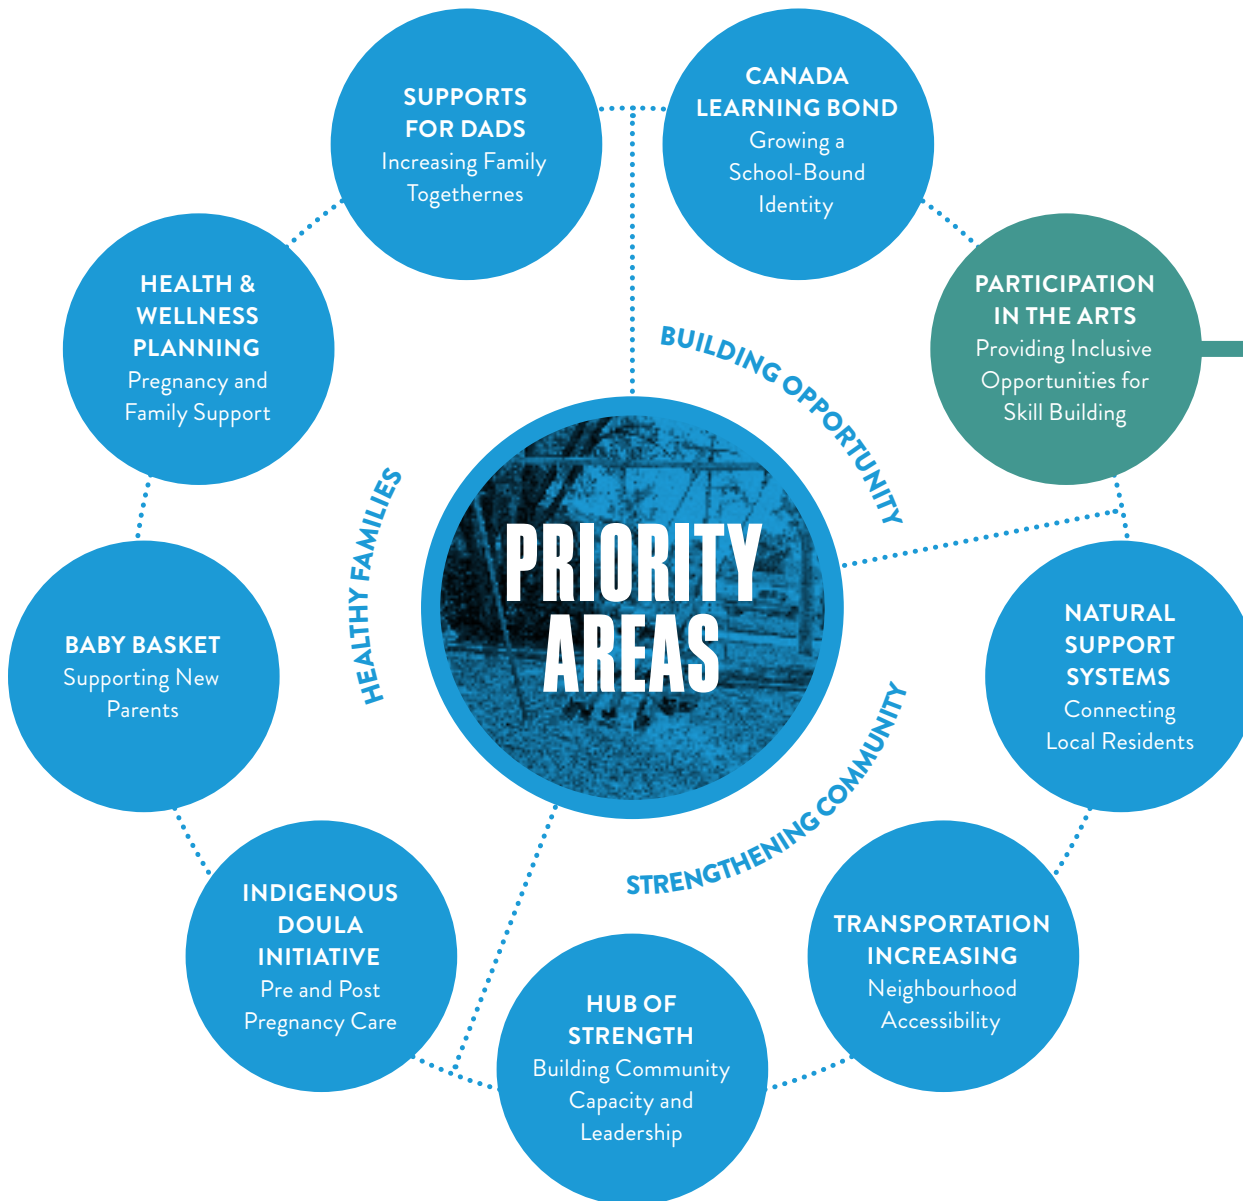 SUPPORTS
FOR DADS
Increasing Family
Togethernes
CANADA
LEARNING BOND
Growing a
School-Bound
Identity
HEALTH &
WELLNESS
PLANNING
Pregnancy and
Family Support
PARTICIPATION
IN THE ARTS
Providing Inclusive
Opportunities for
Skill Building
BUILDING OPPORTUNITY
HEALTHY FAMILIES
PRIORITY
AREAS
STRENGTHENING COMMUNITY
BABY BASKET
Supporting New
Parents
NATURAL
SUPPORT
SYSTEMS
Connecting
Local Residents
INDIGENOUS
DOULA
INITIATIVE
Pre and Post
Pregnancy Care
HUB OF
STRENGTH
Building Community
Capacity and
Leadership
TRANSPORTATION
INCREASING
Neighbourhood
Accessibility